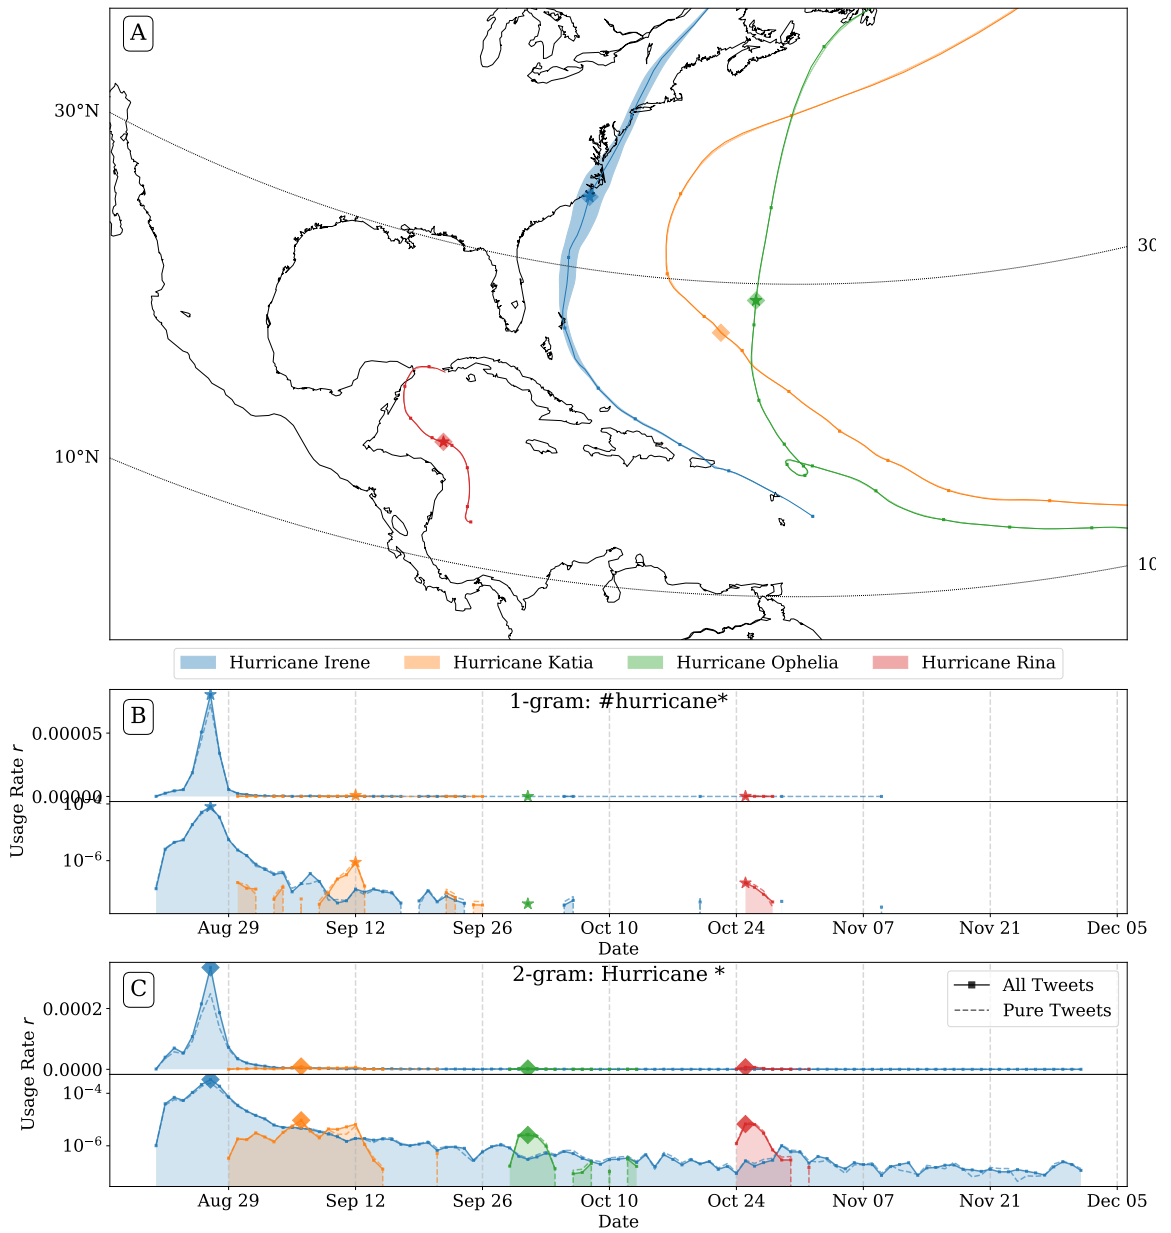 A
30°N
30
10°N
10
Hurricane Irene
Hurricane Katia
Hurricane Ophelia
Hurricane Rina
B
1-gram: #hurricane*
Usage Rate r
0.00005
0.00000
10⁻⁴
10⁻⁶
Aug 29
Sep 12
Sep 26
Oct 10
Oct 24
Nov 07
Nov 21
Dec 05
Date
C
2-gram: Hurricane *
All Tweets
Pure Tweets
Usage Rate r
0.0002
0.0000
10⁻⁴
10⁻⁶
Aug 29
Sep 12
Sep 26
Oct 10
Oct 24
Nov 07
Nov 21
Dec 05
Date